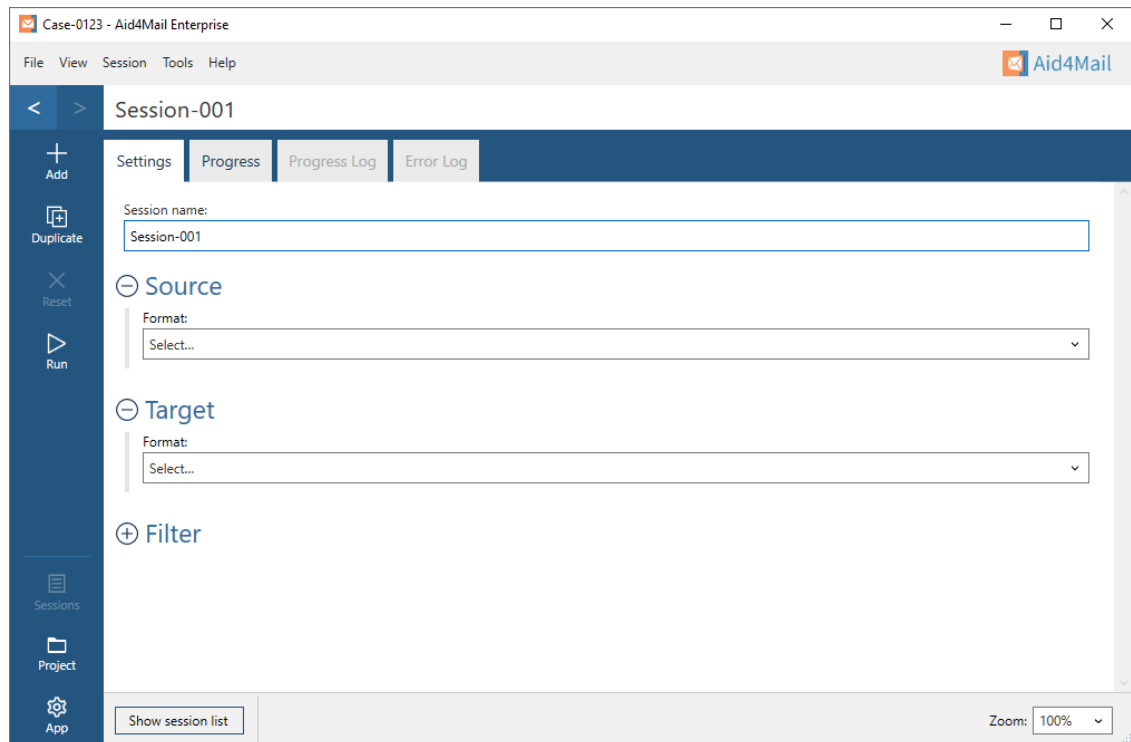 Case-0123 - Aid4Mail Enterprise
File View Session Tools Help
Aid4Mail
< > Session-001
Add
Duplicate
Reset
Run
Sessions
Project
App
Settings Progress Progress Log Error Log
Session name:
Session-001
Source
Format:
Select...
Target
Format:
Select...
Filter
Show session list
Zoom: 100%